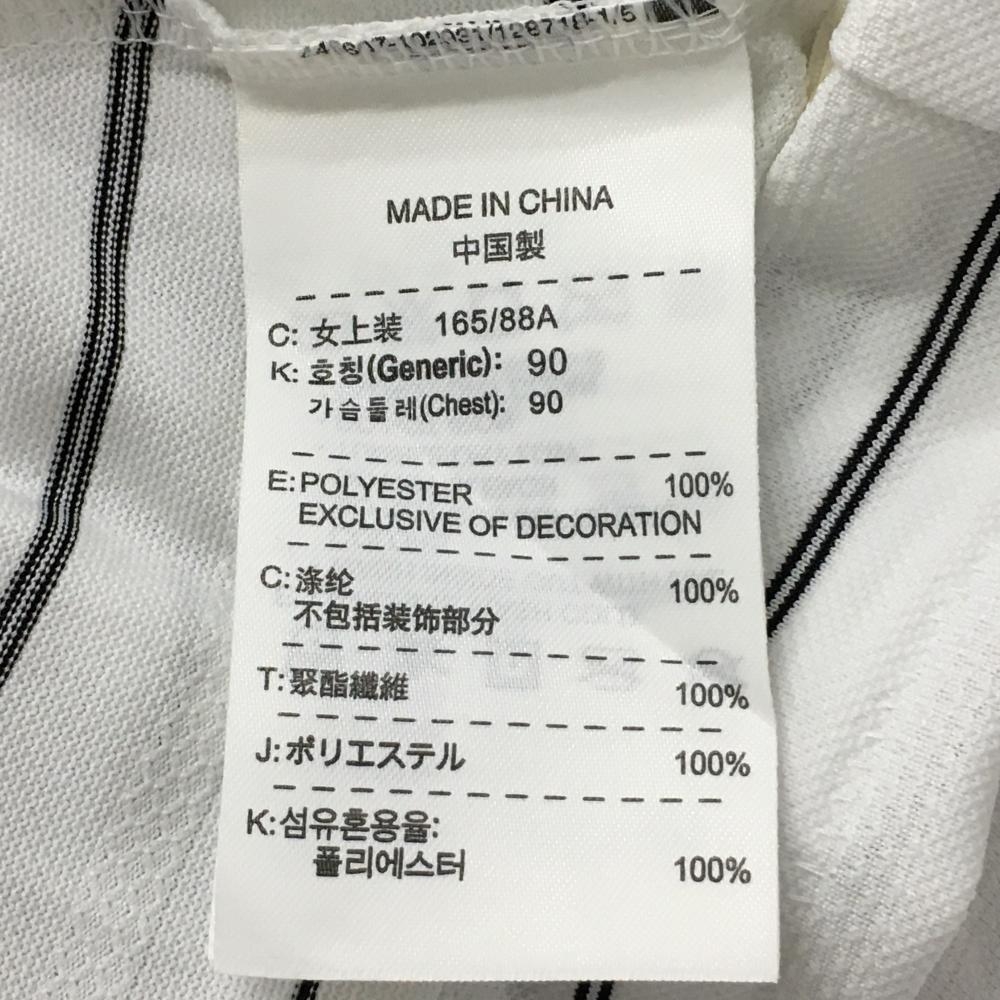 MADE IN CHINA
中国製
C: 女上装 165/88A
K: 호칭(Generic): 90
가슴둘레(Chest): 90
E: POLYESTER 100%
EXCLUSIVE OF DECORATION
C: 涤纶 100%
不包括装饰部分
T: 聚酯纖維 100%
J: ポリエステル 100%
K: 섬유혼용율:
폴리에스터 100%